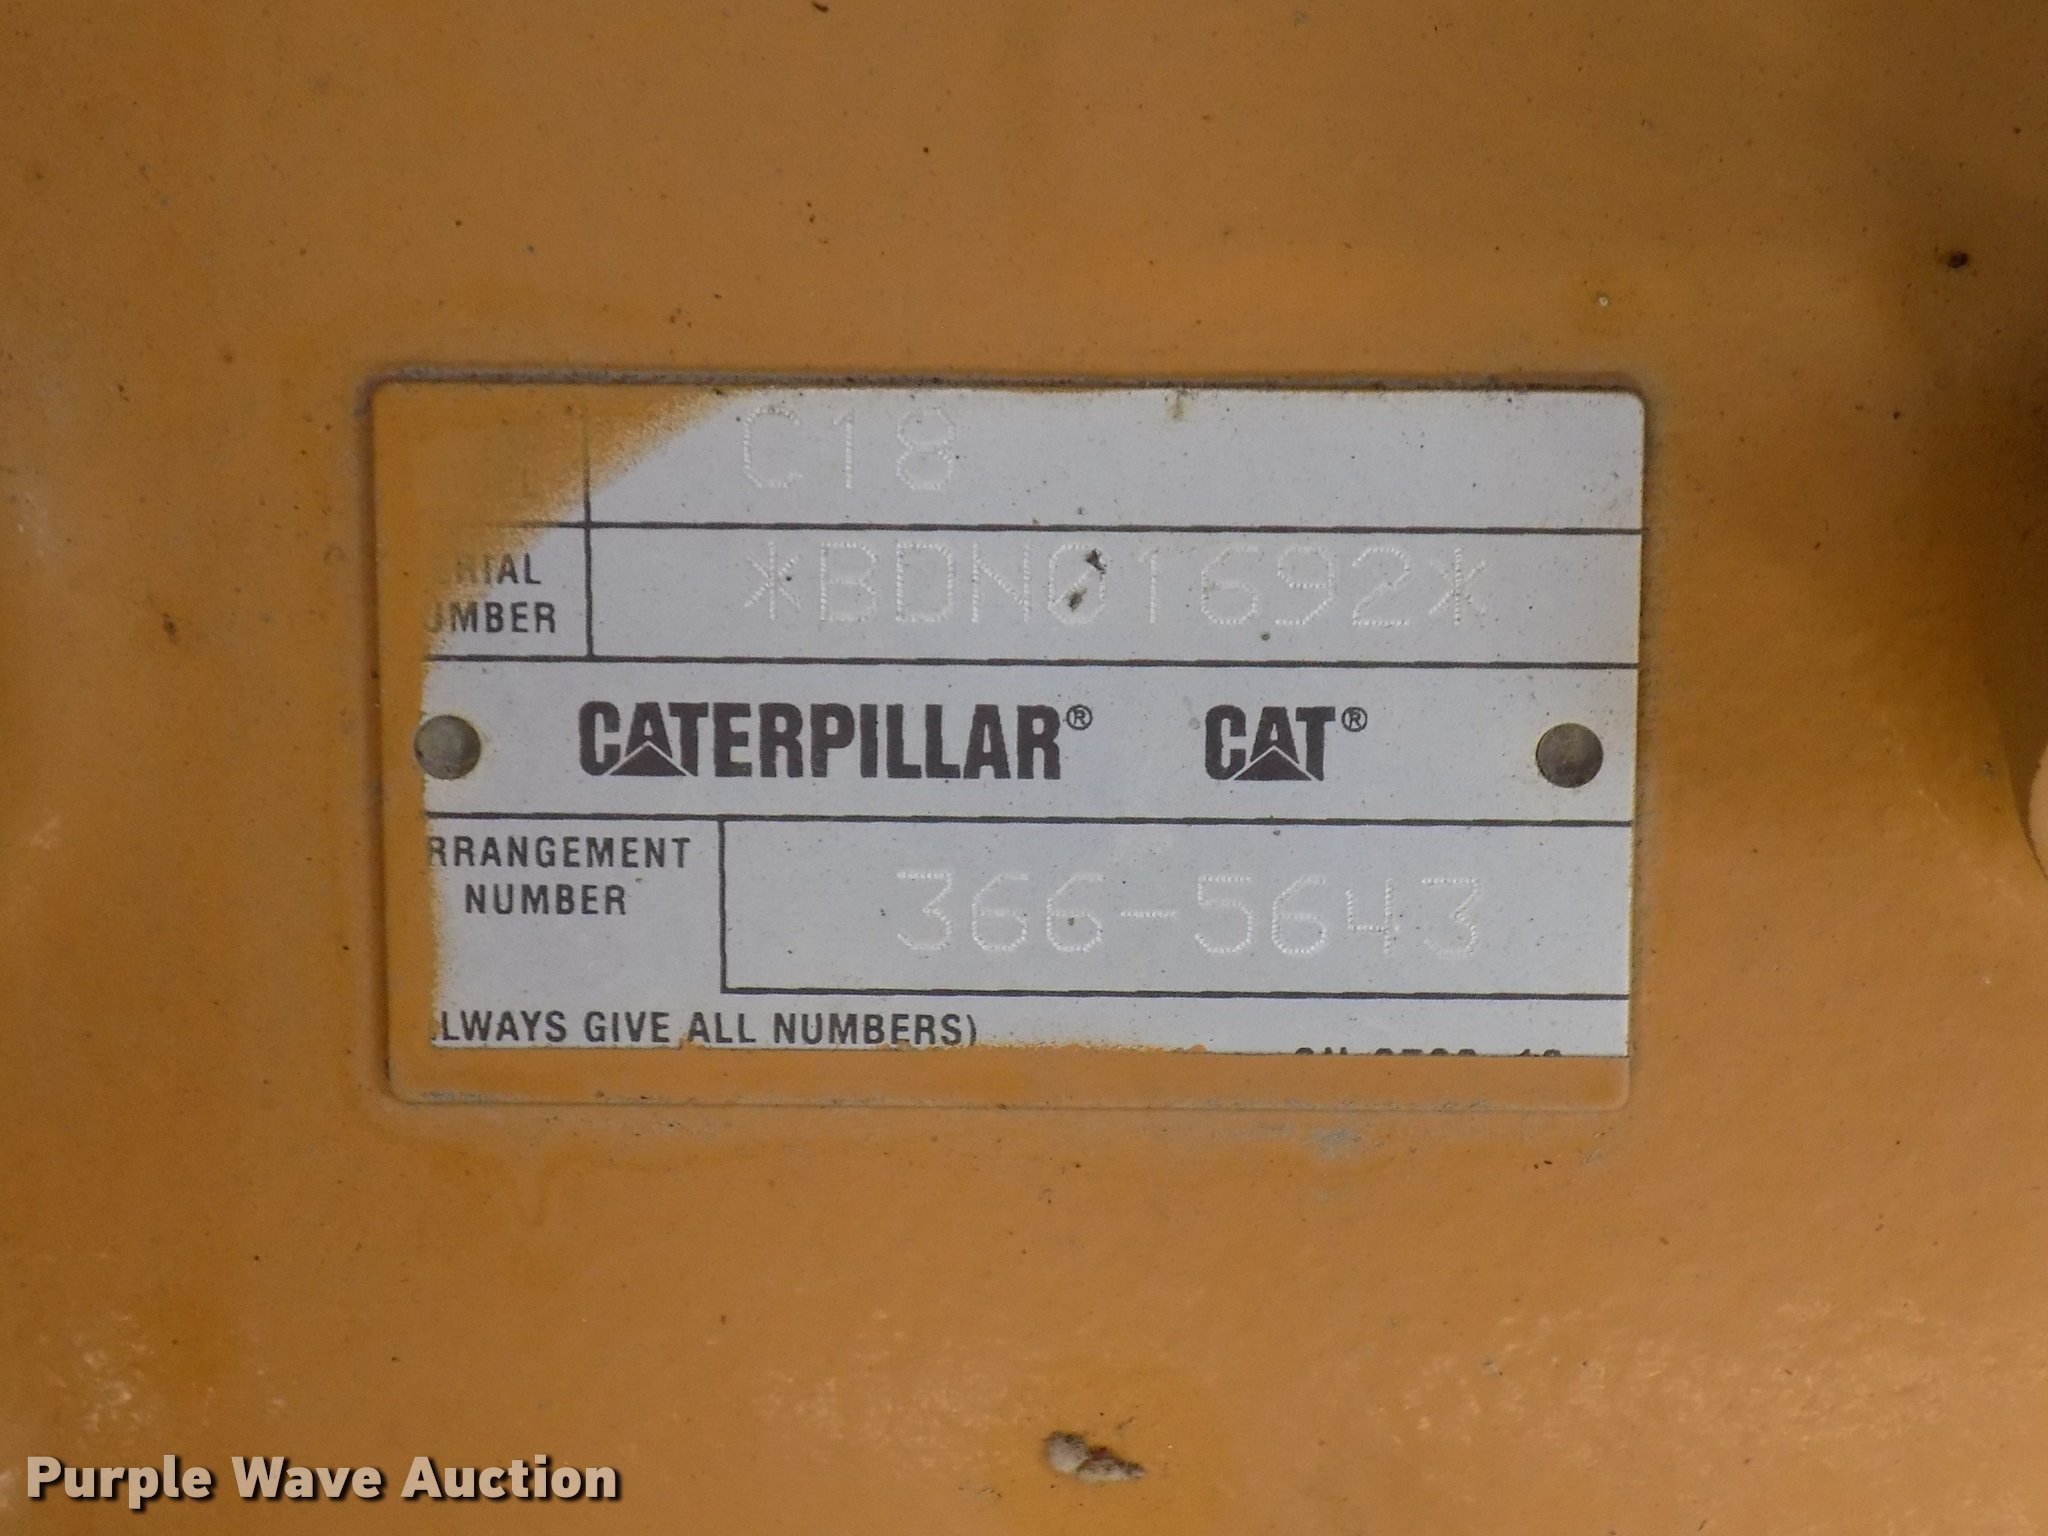 C18
RIAL
UMBER
*BDN01692*
CATERPILLAR® CAT®
RRANGEMENT
NUMBER
366-5643
LWAYS GIVE ALL NUMBERS)
Purple Wave Auction